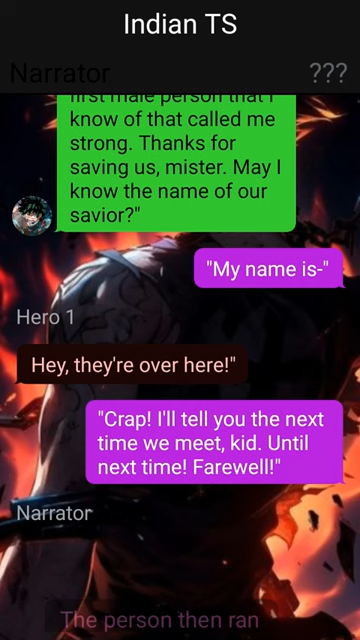 Indian TS
Narrator
???
first male person that I
know of that called me
strong. Thanks for
saving us, mister. May I
know the name of our
savior?"
"My name is-"
Hero 1
Hey, they're over here!"
"Crap! I'll tell you the next
time we meet, kid. Until
next time! Farewell!"
Narrator
The person then ran